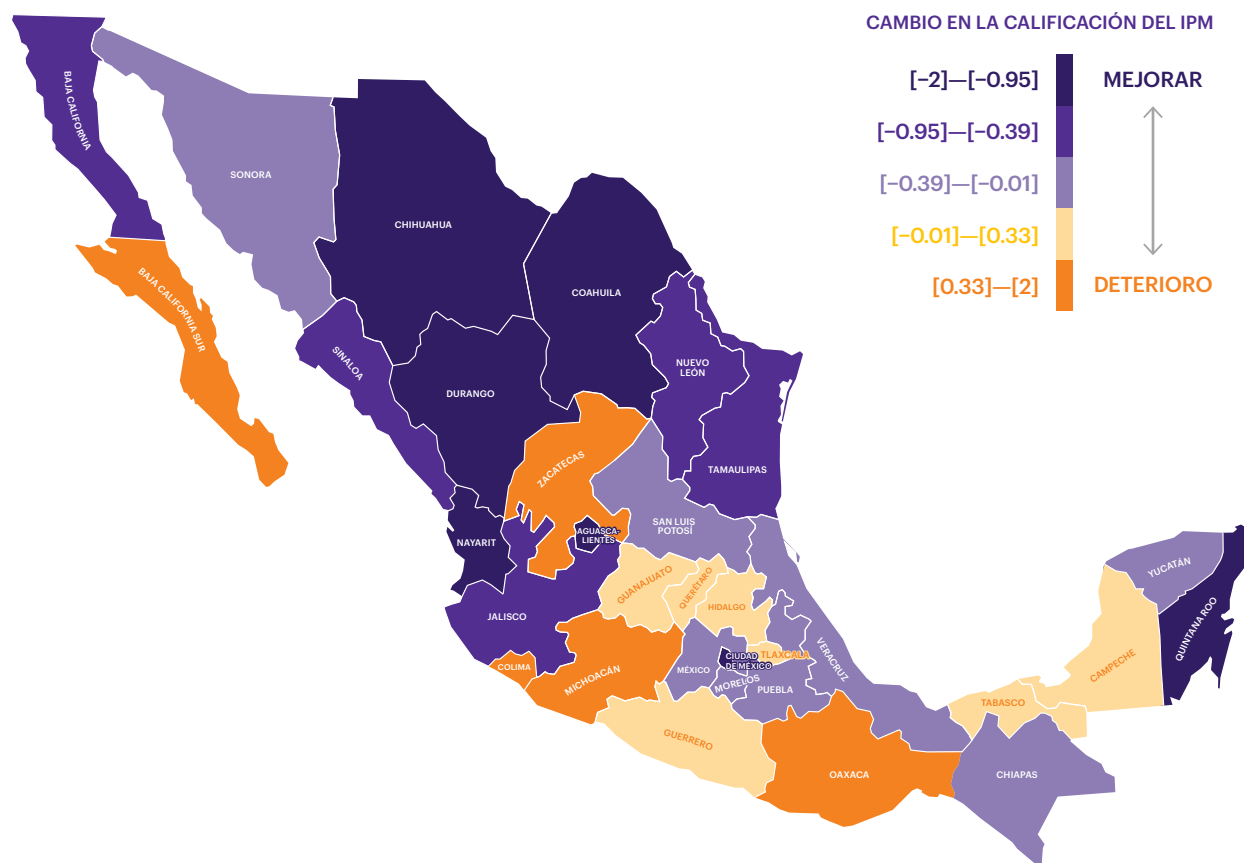 CAMBIO EN LA CALIFICACIÓN DEL IPM
[−2]—[−0.95]
MEJORAR
[−0.95]—[−0.39]
[−0.39]—[−0.01]
[−0.01]—[0.33]
[0.33]—[2]
DETERIORO
BAJA CALIFORNIA
SONORA
CHIHUAHUA
COAHUILA
BAJA CALIFORNIA SUR
SINALOA
NUEVO
LEÓN
DURANGO
ZACATECAS
TAMAULIPAS
SAN LUIS
POTOSÍ
AGUASCA-
LIENTES
NAYARIT
GUANAJUATO
QUERÉTARO
HIDALGO
YUCATÁN
JALISCO
QUINTANA ROO
COLIMA
MICHOACÁN
MÉXICO
CIUDAD
DE MÉXICO
TLAXCALA
VERACRUZ
MORELOS
PUEBLA
CAMPECHE
TABASCO
GUERRERO
OAXACA
CHIAPAS